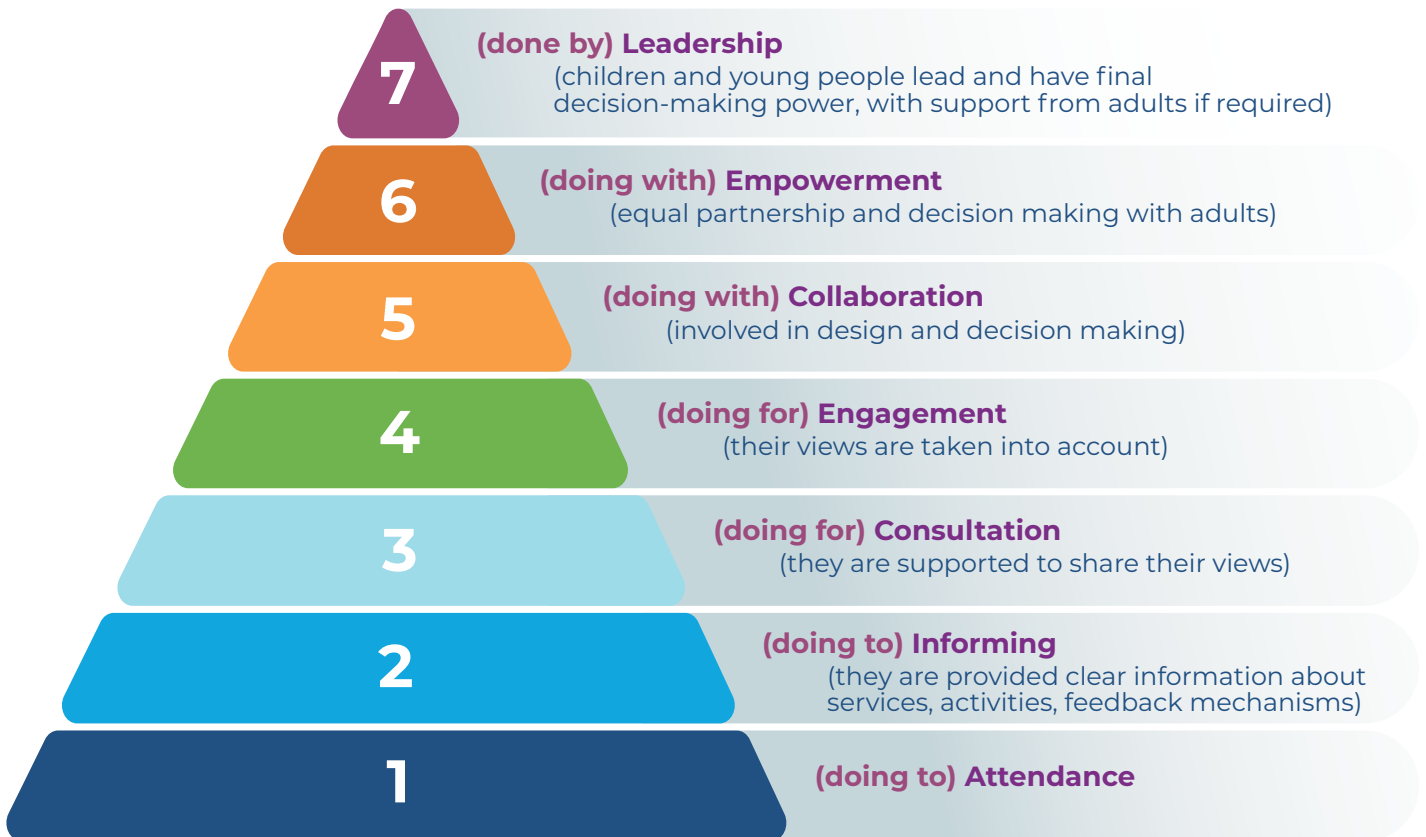 7
(done by) Leadership
(children and young people lead and have final
decision-making power, with support from adults if required)
6
(doing with) Empowerment
(equal partnership and decision making with adults)
5
(doing with) Collaboration
(involved in design and decision making)
4
(doing for) Engagement
(their views are taken into account)
3
(doing for) Consultation
(they are supported to share their views)
2
(doing to) Informing
(they are provided clear information about
services, activities, feedback mechanisms)
1
(doing to) Attendance